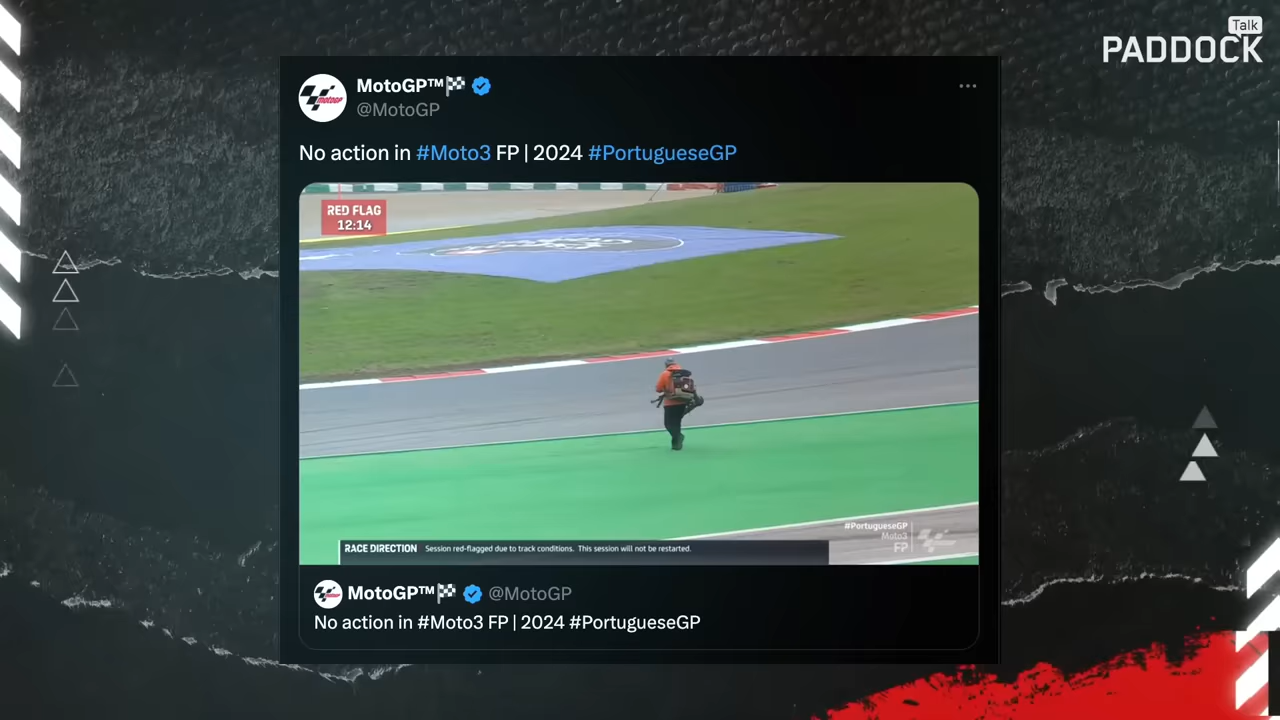 Talk
PADDOCK
MotoGP™🏁
@MotoGP
No action in #Moto3 FP | 2024 #PortugueseGP
RED FLAG
12:14
#PortugueseGP
Moto3
FP
RACE DIRECTION Session red-flagged due to track conditions. This session will not be restarted.
MotoGP™🏁 @MotoGP
No action in #Moto3 FP | 2024 #PortugueseGP